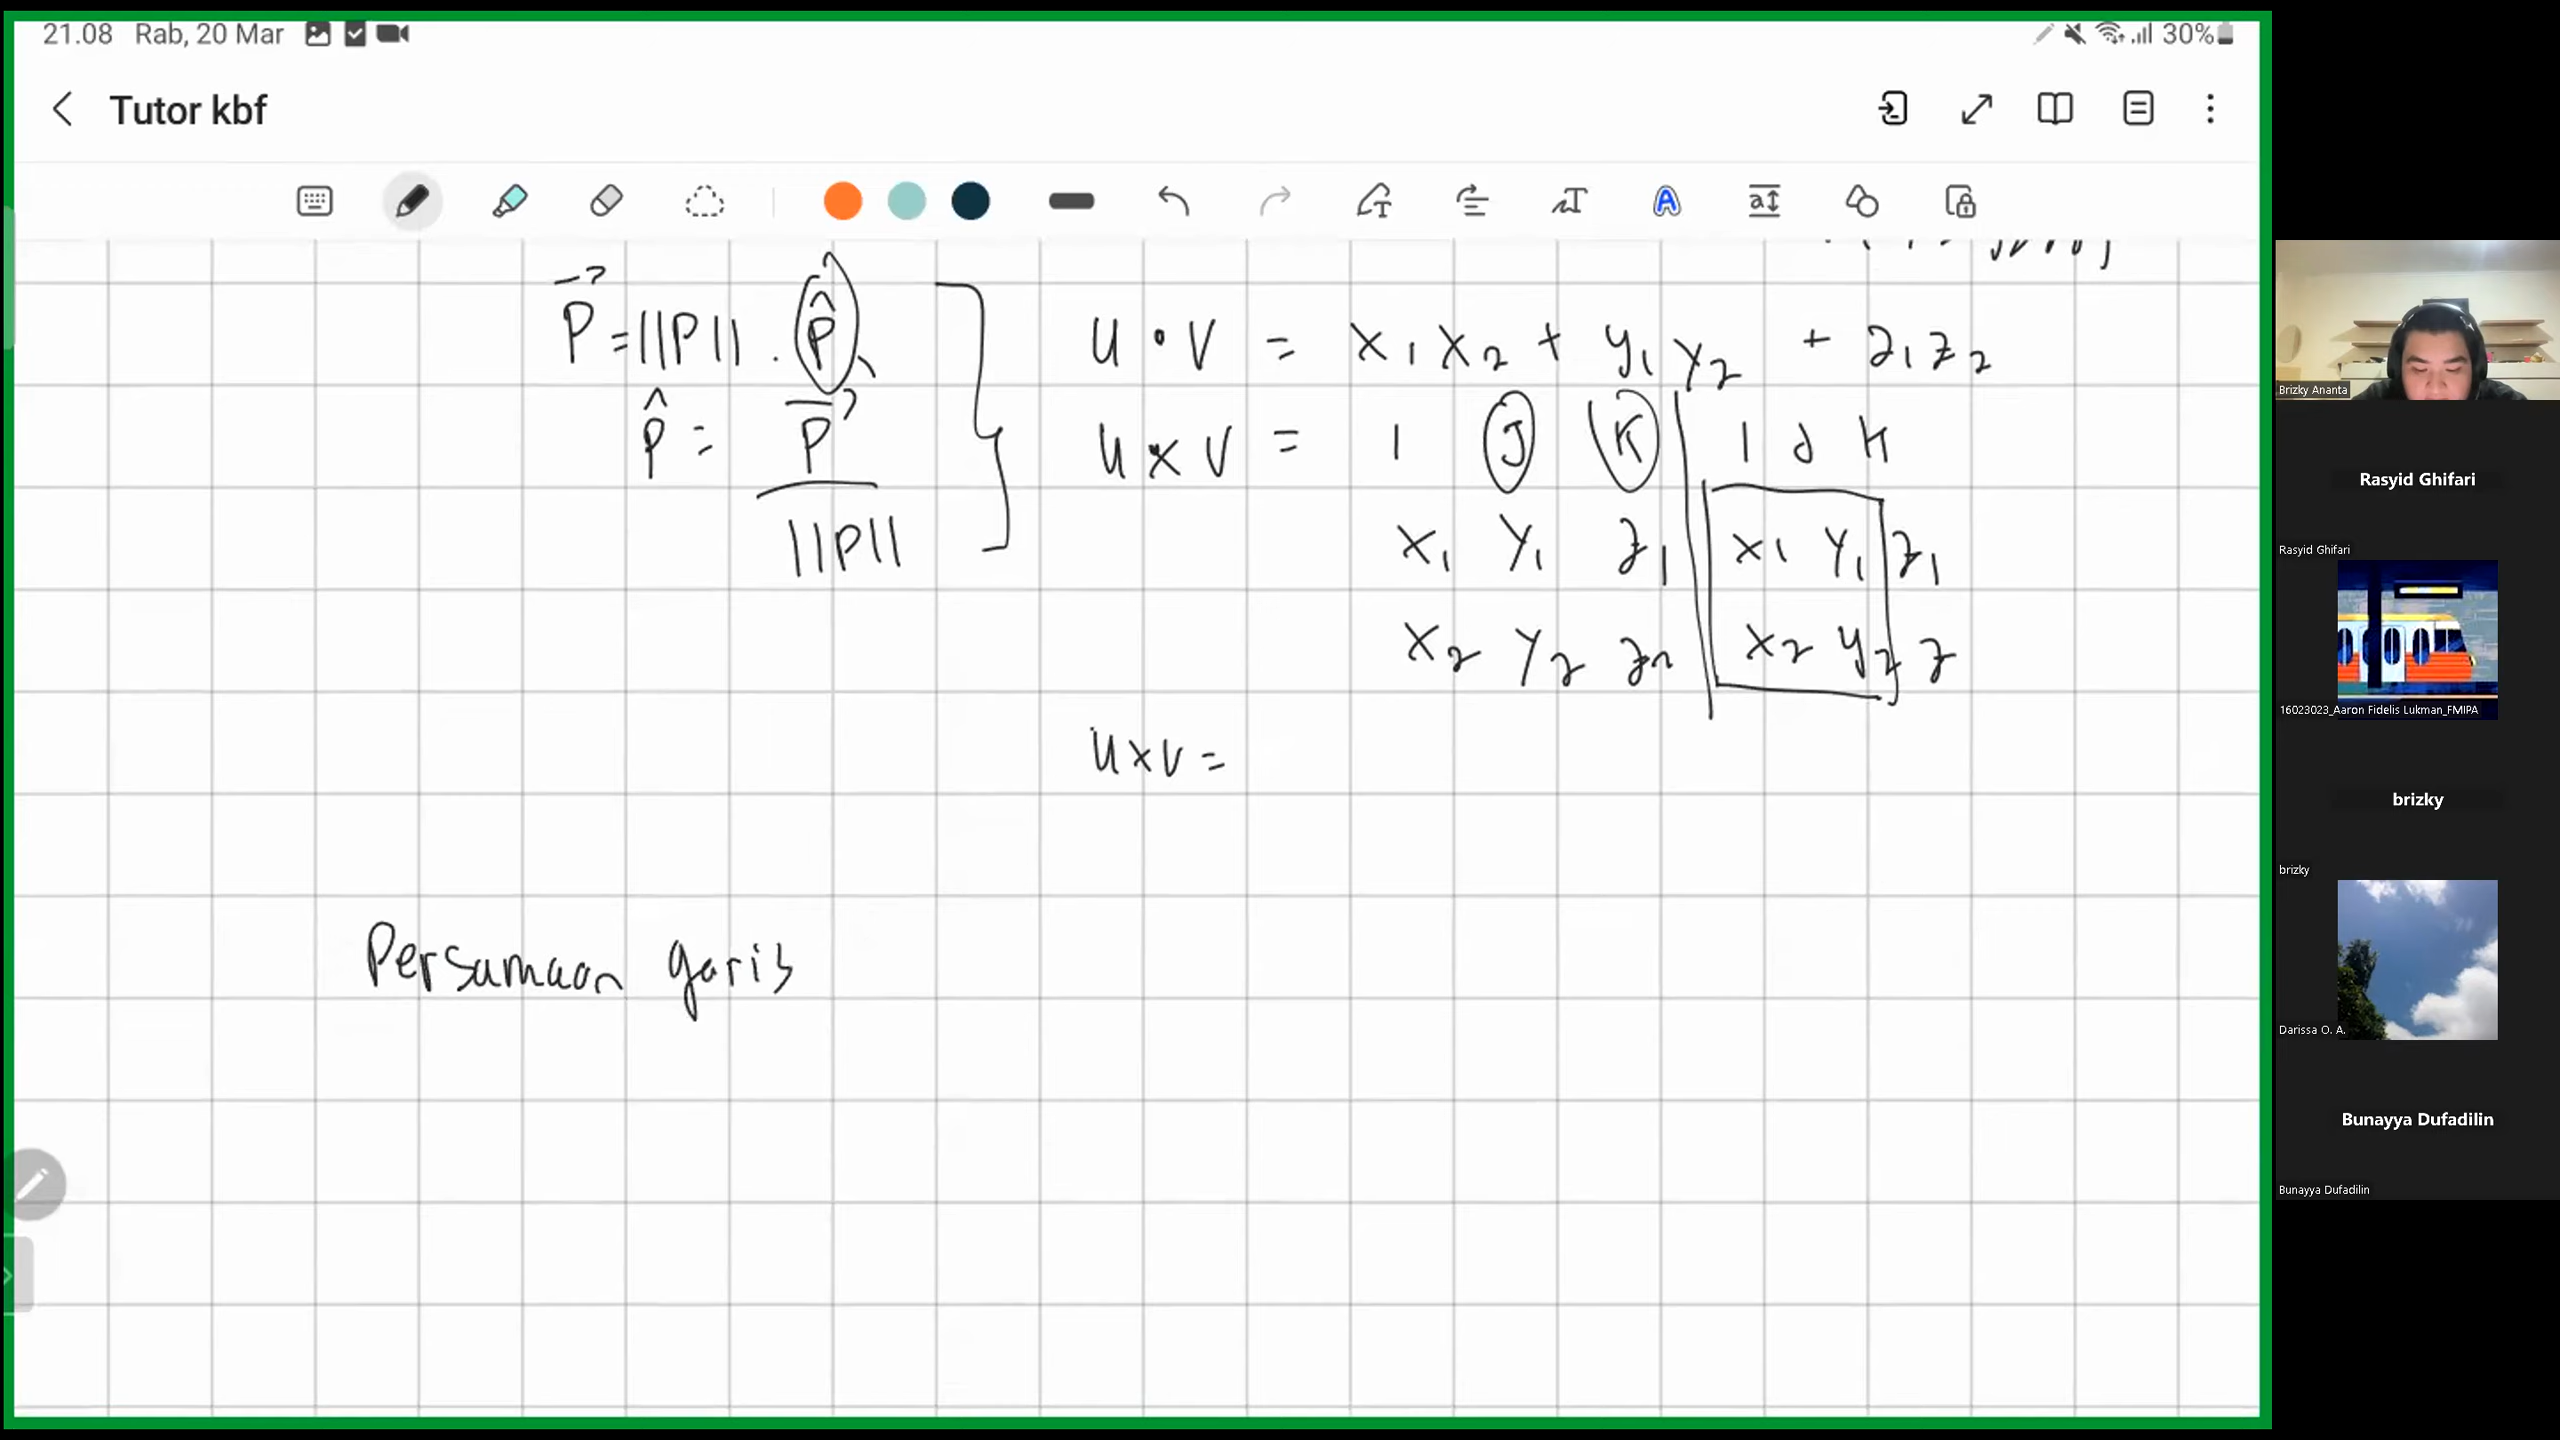 21.08 Rab, 20 Mar 30%
Tutor kbf
P = ||P|| . P̂
P̂ = P
||P||
u • v = x₁x₂ + y₁y₂ + z₁z₂
u × v = i J K | i j k
x₁ y₁ z₁ | x₁ y₁ z₁
x₂ y₂ z₂ | x₂ y₂ z
u×v =
Persamaan garis
Brizky Ananta
Rasyid Ghifari
Rasyid Ghifari
16023023_Aaron Fidelis Lukman_FMIPA
brizky
brizky
Darissa O. A.
Bunayya Dufadilin
Bunayya Dufadilin